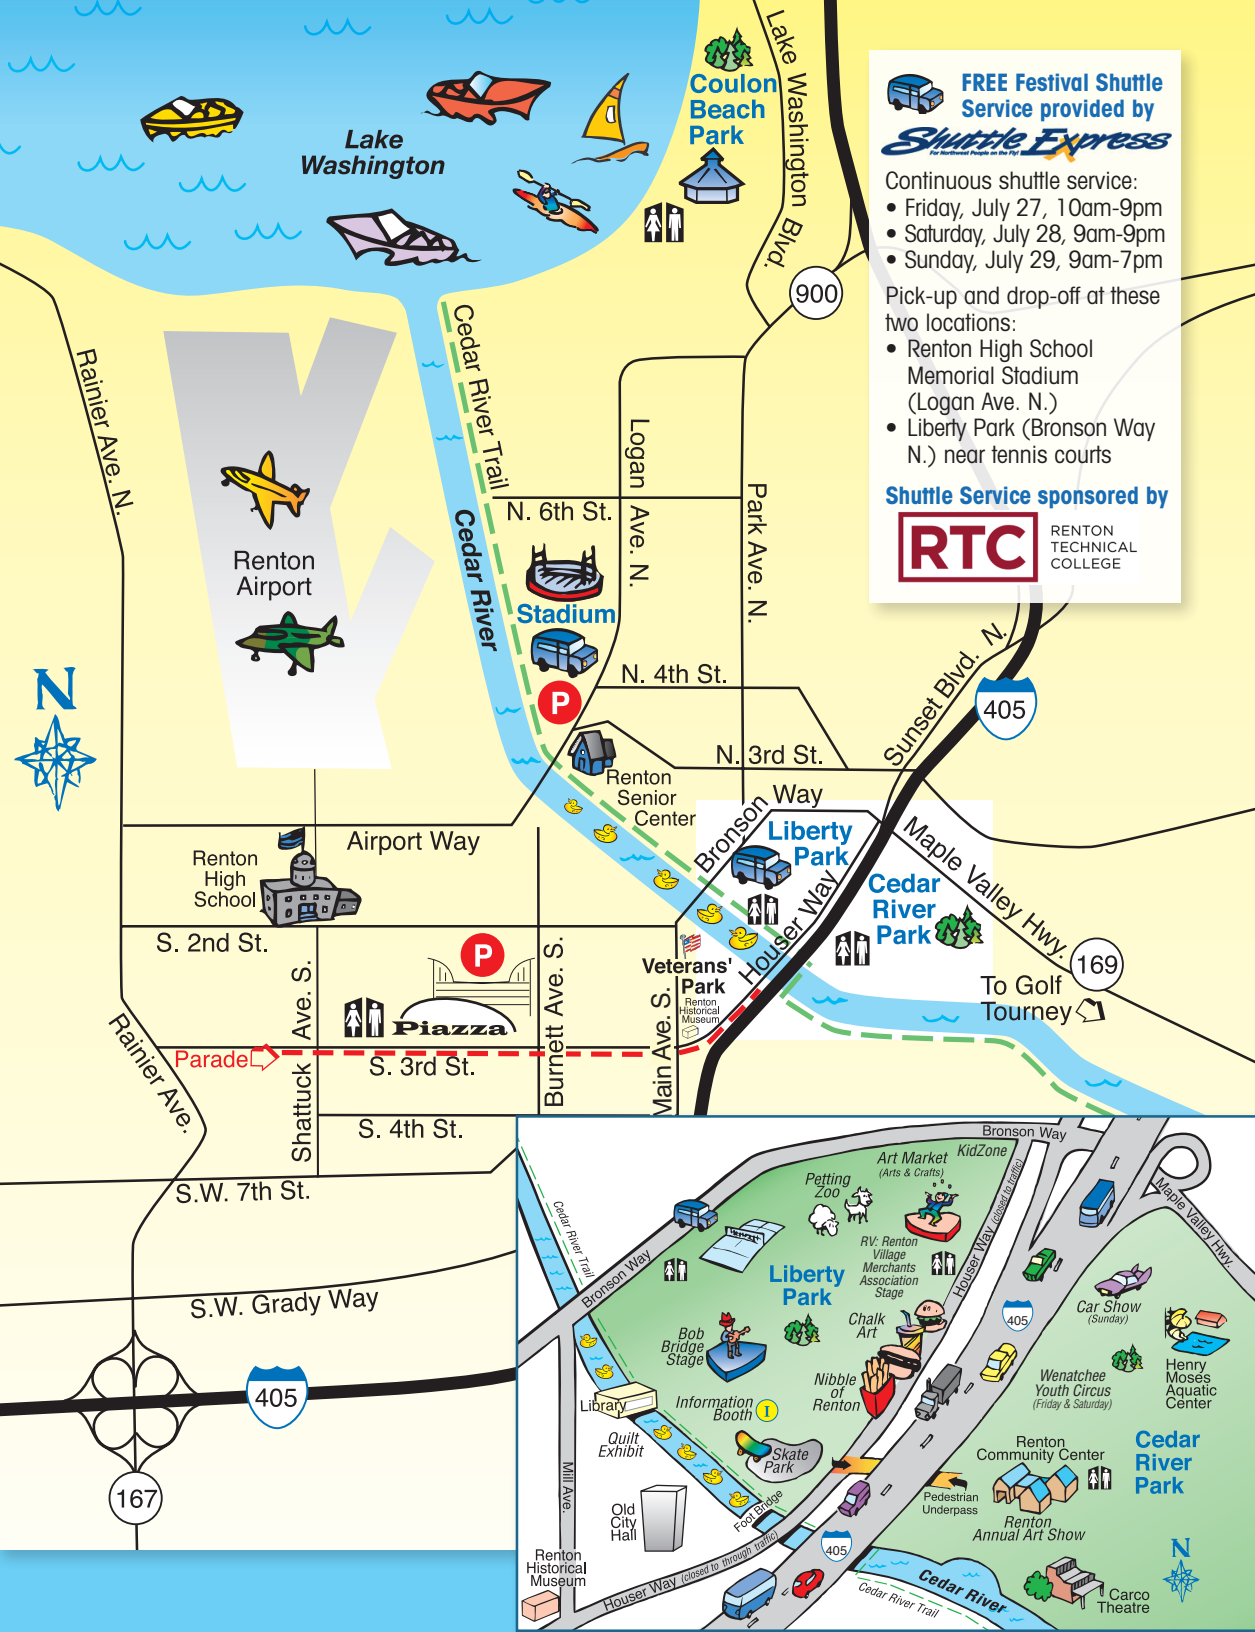 Lake
Washington
Coulon
Beach
Park
Lake Washington Blvd.
900
FREE Festival Shuttle
Service provided by
Shuttle Express
For Northwest People on the Fly!
Continuous shuttle service:
• Friday, July 27, 10am-9pm
• Saturday, July 28, 9am-9pm
• Sunday, July 29, 9am-7pm
Pick-up and drop-off at these
two locations:
• Renton High School
Memorial Stadium
(Logan Ave. N.)
• Liberty Park (Bronson Way
N.) near tennis courts
Shuttle Service sponsored by
RTC
RENTON
TECHNICAL
COLLEGE
Rainier Ave. N.
Renton
Airport
Cedar River Trail
Cedar River
Logan Ave. N.
Park Ave. N.
N. 6th St.
Stadium
P
N. 4th St.
N. 3rd St.
Sunset Blvd. N.
405
N
Renton
Senior
Center
Bronson Way
Liberty
Park
Houser Way
Cedar
River
Park
Maple Valley Hwy.
169
To Golf
Tourney
Airport Way
Renton
High
School
S. 2nd St.
P
Piazza
Shattuck Ave. S.
Burnett Ave. S.
Main Ave. S.
Veterans'
Park
Renton
Historical
Museum
Parade
S. 3rd St.
S. 4th St.
Rainier Ave.
S.W. 7th St.
S.W. Grady Way
405
167
Bronson Way
Cedar River Trail
Bronson Way
Petting
Zoo
Art Market
(Arts & Crafts)
KidZone
RV: Renton
Village
Merchants
Association
Stage
Houser Way (closed to traffic)
Maple Valley Hwy.
Liberty
Park
Bob
Bridge
Stage
Chalk
Art
Nibble
of
Renton
Information
Booth
I
Library
Quilt
Exhibit
Skate
Park
Mill Ave.
Old
City
Hall
Foot Bridge
Renton
Historical
Museum
Houser Way (closed to through traffic)
405
405
Car Show
(Sunday)
Henry
Moses
Aquatic
Center
Wenatchee
Youth Circus
(Friday & Saturday)
Renton
Community Center
Cedar
River
Park
Pedestrian
Underpass
Renton
Annual Art Show
N
Carco
Theatre
Cedar River
Cedar River Trail